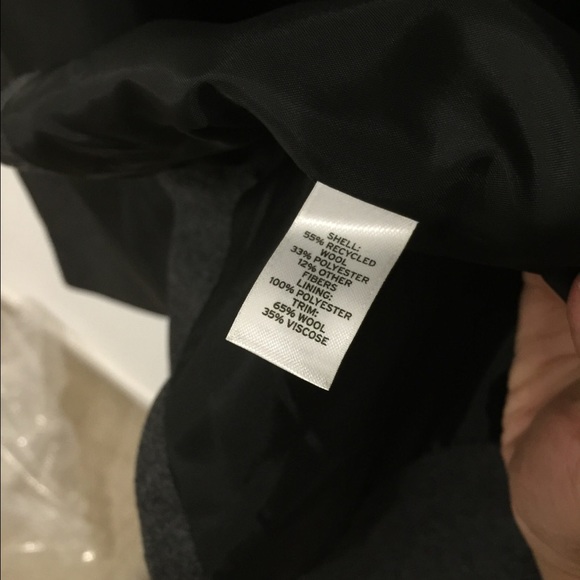 SHELL:
55% RECYCLED
WOOL
33% POLYESTER
12% OTHER
FIBERS
LINING:
100% POLYESTER
TRIM:
65% WOOL
35% VISCOSE